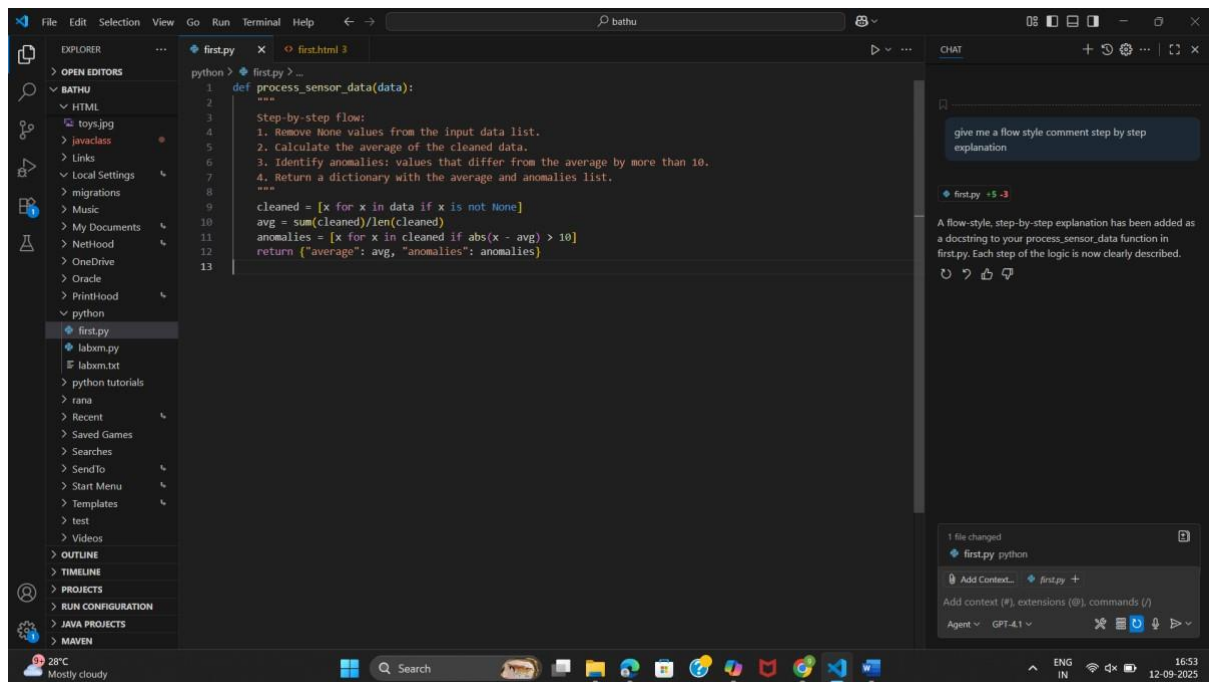 File Edit Selection View Go Run Terminal Help
bathu
EXPLORER
OPEN EDITORS
BATHU
HTML
toys.jpg
javaclass
Links
Local Settings
migrations
Music
My Documents
NetHood
OneDrive
Oracle
PrintHood
python
first.py
labxm.py
labxm.txt
python tutorials
rana
Recent
Saved Games
Searches
SendTo
Start Menu
Templates
test
Videos
OUTLINE
TIMELINE
PROJECTS
RUN CONFIGURATION
JAVA PROJECTS
MAVEN
first.py first.html 3
python > first.py > ...
1 def process_sensor_data(data):
2 """
3 Step-by-step flow:
4 1. Remove None values from the input data list.
5 2. Calculate the average of the cleaned data.
6 3. Identify anomalies: values that differ from the average by more than 10.
7 4. Return a dictionary with the average and anomalies list.
8 """
9 cleaned = [x for x in data if x is not None]
10 avg = sum(cleaned)/len(cleaned)
11 anomalies = [x for x in cleaned if abs(x - avg) > 10]
12 return {"average": avg, "anomalies": anomalies}
13
CHAT
give me a flow style comment step by step
explanation
first.py +5 -3
A flow-style, step-by-step explanation has been added as
a docstring to your process_sensor_data function in
first.py. Each step of the logic is now clearly described.
1 file changed
first.py python
Add Context... first.py +
Add context (#), extensions (@), commands (/)
Agent GPT-4.1
1
1
9+
28°C
Mostly cloudy
Search
ENG
IN
16:53
12-09-2025